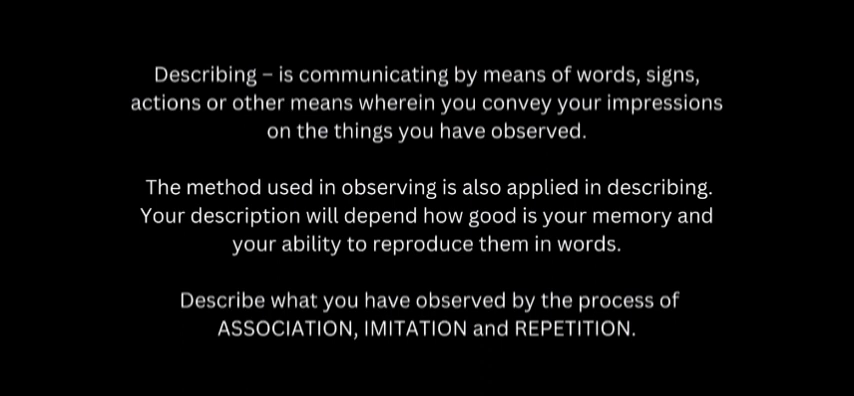 Describing – is communicating by means of words, signs,
actions or other means wherein you convey your impressions
on the things you have observed.
The method used in observing is also applied in describing.
Your description will depend how good is your memory and
your ability to reproduce them in words.
Describe what you have observed by the process of
ASSOCIATION, IMITATION and REPETITION.